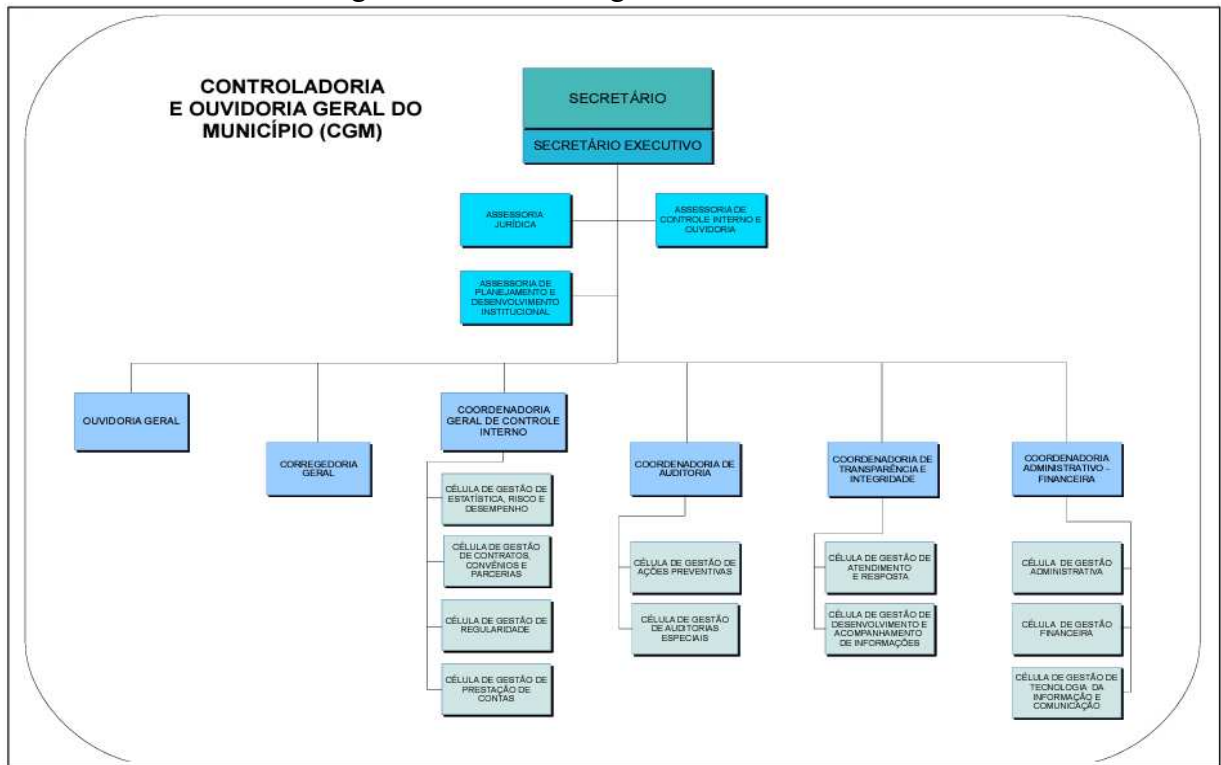 CONTROLADORIA
E OUVIDORIA GERAL DO
MUNICÍPIO (CGM)
SECRETÁRIO
SECRETÁRIO EXECUTIVO
ASSESSORIA
JURÍDICA
ASSESSORIA DE
CONTROLE INTERNO E
OUVIDORIA
ASSESSORIA DE
PLANEJAMENTO E
DESENVOLVIMENTO
INSTITUCIONAL
OUVIDORIA GERAL
CORREGEDORIA
GERAL
COORDENADORIA
GERAL DE CONTROLE
INTERNO
CÉLULA DE GESTÃO DE
ESTATÍSTICA, RISCO E
DESEMPENHO
CÉLULA DE GESTÃO
DE CONTRATOS,
CONVÊNIOS E
PARCERIAS
CÉLULA DE GESTÃO DE
REGULARIDADE
CÉLULA DE GESTÃO DE
PRESTAÇÃO DE
CONTAS
COORDENADORIA DE
AUDITORIA
CÉLULA DE GESTÃO DE
AÇÕES PREVENTIVAS
CÉLULA DE GESTÃO
DE AUDITORIAS
ESPECIAIS
COORDENADORIA DE
TRANSPARÊNCIA E
INTEGRIDADE
CÉLULA DE GESTÃO DE
ATENDIMENTO
E RESPOSTA
CÉLULA DE GESTÃO DE
DESENVOLVIMENTO E
ACOMPANHAMENTO
DE INFORMAÇÕES
COORDENADORIA
ADMINISTRATIVO -
FINANCEIRA
CÉLULA DE GESTÃO
ADMINISTRATIVA
CÉLULA DE GESTÃO
FINANCEIRA
CÉLULA DE GESTÃO DE
TECNOLOGIA DA
INFORMAÇÃO E
COMUNICAÇÃO